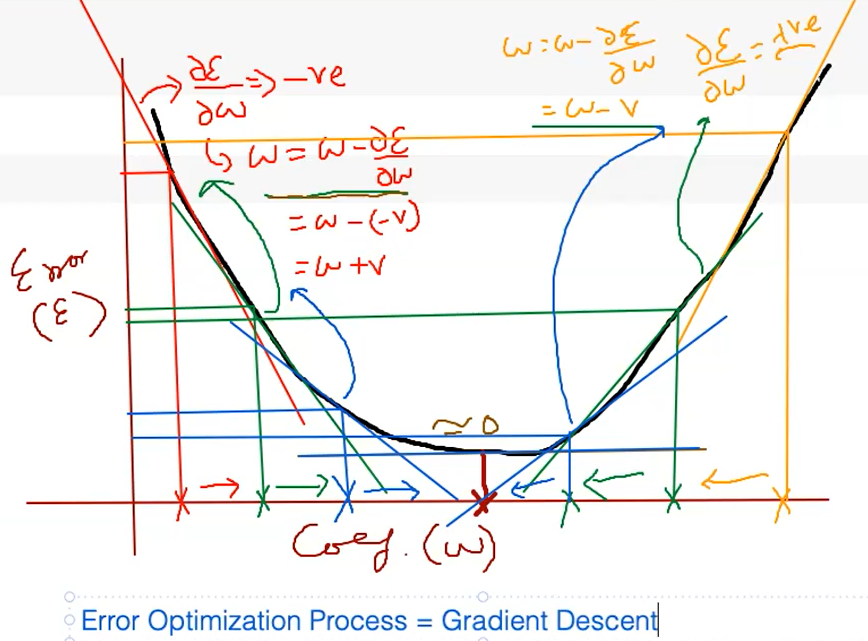 ∂ε/∂ω => -ve
ω = ω - ∂ε/∂ω
= ω - (-v)
= ω + v
ω = ω - ∂ε/∂ω
= ω - v
∂ε/∂ω = +ve
Error
(ε)
≈ 0
Coef. (ω)
Error Optimization Process = Gradient Descent